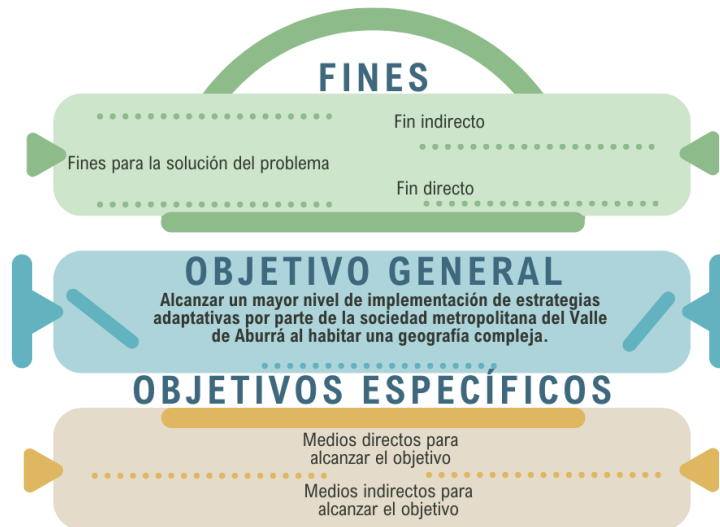 FINES
Fin indirecto
Fines para la solución del problema
Fin directo
OBJETIVO GENERAL
Alcanzar un mayor nivel de implementación de estrategias
adaptativas por parte de la sociedad metropolitana del Valle
de Aburrá al habitar una geografía compleja.
OBJETIVOS ESPECÍFICOS
Medios directos para
alcanzar el objetivo
Medios indirectos para
alcanzar el objetivo